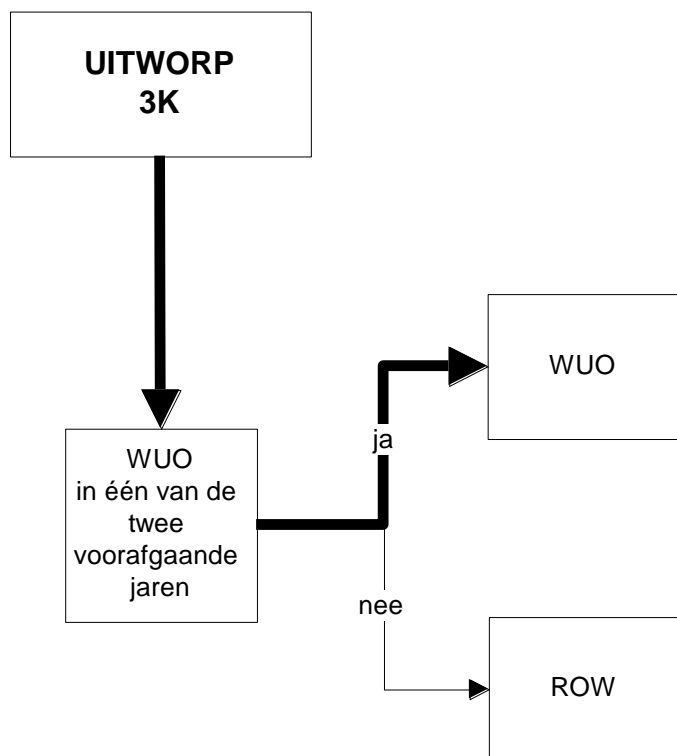 UITWORP
3K
WUO
ja
WUO
in één van de
twee
voorafgaande
jaren
nee
ROW